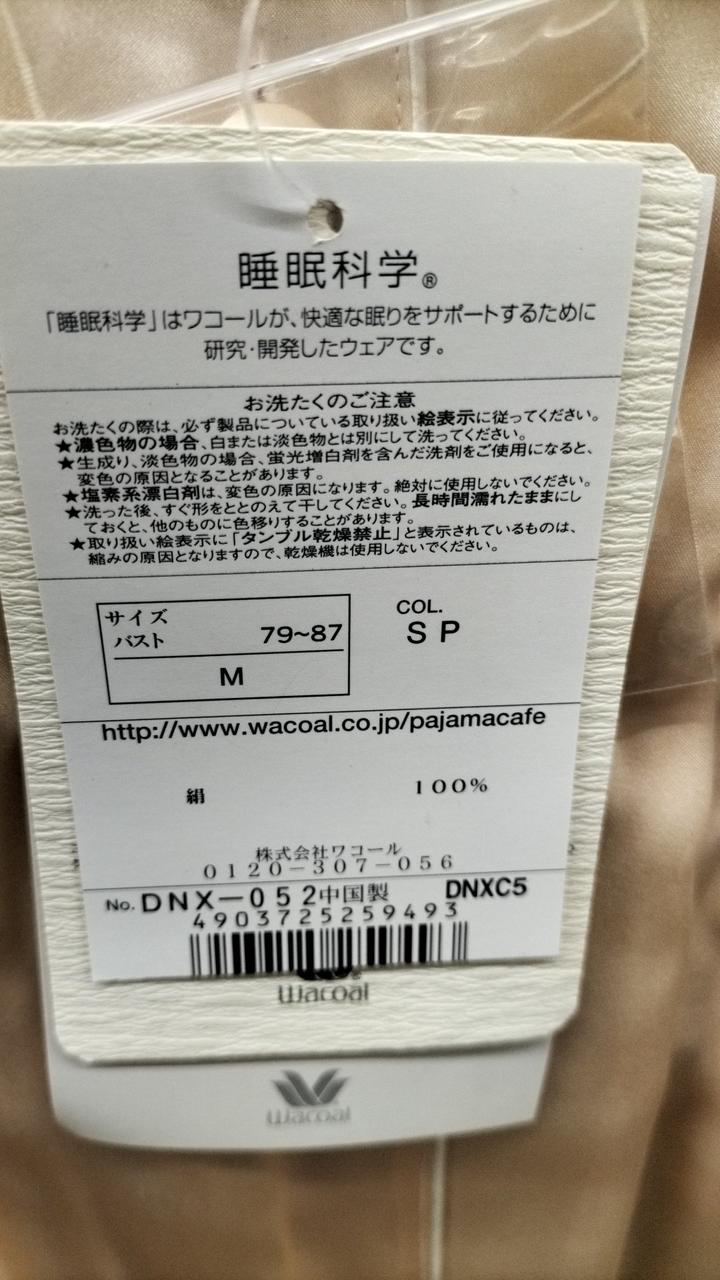 睡眠科学®
「睡眠科学」はワコールが、快適な眠りをサポートするために
研究・開発したウェアです。
お洗たくのご注意
お洗たくの際は、必ず製品についている取り扱い絵表示に従ってください。
★濃色物の場合、白または淡色物とは別にして洗ってください。
★生成り、淡色物の場合、蛍光増白剤を含んだ洗剤をご使用になると、
変色の原因となることがあります。
★塩素系漂白剤は、変色の原因になります。絶対に使用しないでください。
★洗った後、すぐ形をととのえて干してください。長時間濡れたままにし
ておくと、他のものに色移りすることがあります。
★取り扱い絵表示に「タンブル乾燥禁止」と表示されているものは、
縮みの原因となりますので、乾燥機は使用しないでください。
サイズ
バスト 79~87
M
COL.
SP
http://www.wacoal.co.jp/pajamacafe
絹 100%
株式会社ワコール
0120-307-056
No. DNX-052中国製 DNXC5
4903725259493
Wacoal
Wacoal